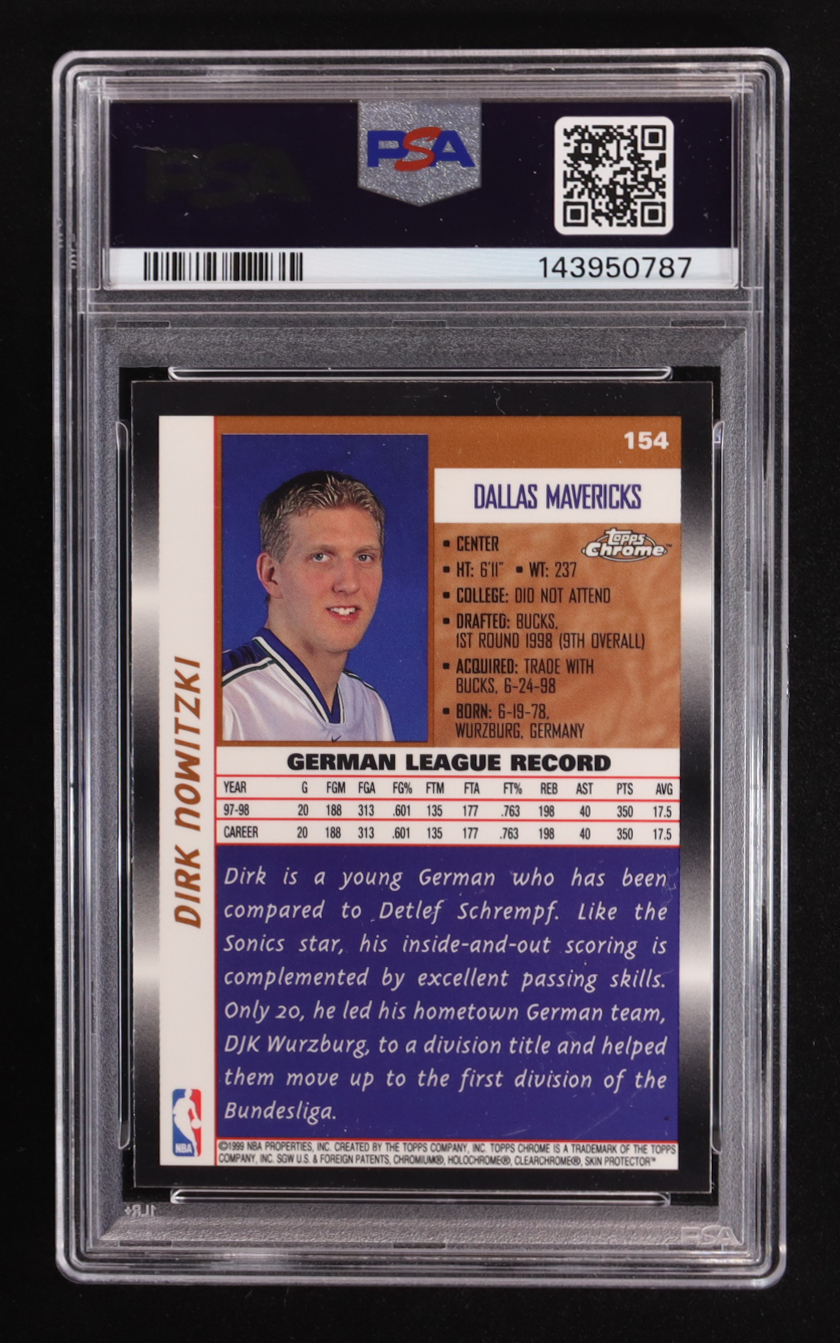 PSA
143950787
154
DALLAS MAVERICKS
Topps Chrome™
▪ CENTER
▪ HT: 6'11" ▪ WT: 237
▪ COLLEGE: DID NOT ATTEND
▪ DRAFTED: BUCKS,
1ST ROUND 1998 (9TH OVERALL)
▪ ACQUIRED: TRADE WITH
BUCKS, 6-24-98
▪ BORN: 6-19-78,
WURZBURG, GERMANY
DIRK NOWITZKI
GERMAN LEAGUE RECORD
YEAR G FGM FGA FG% FTM FTA FT% REB AST PTS AVG
97-98 20 188 313 .601 135 177 .763 198 40 350 17.5
CAREER 20 188 313 .601 135 177 .763 198 40 350 17.5
Dirk is a young German who has been
compared to Detlef Schrempf. Like the
Sonics star, his inside-and-out scoring is
complemented by excellent passing skills.
Only 20, he led his hometown German team,
DJK Wurzburg, to a division title and helped
them move up to the first division of the
Bundesliga.
NBA
©1999 NBA PROPERTIES, INC. CREATED BY THE TOPPS COMPANY, INC. TOPPS CHROME IS A TRADEMARK OF THE TOPPS
COMPANY, INC. SGW U.S. & FOREIGN PATENTS, CHROMIUM®, HOLOCHROME®, CLEARCHROME®, SKIN PROTECTOR™
PSA